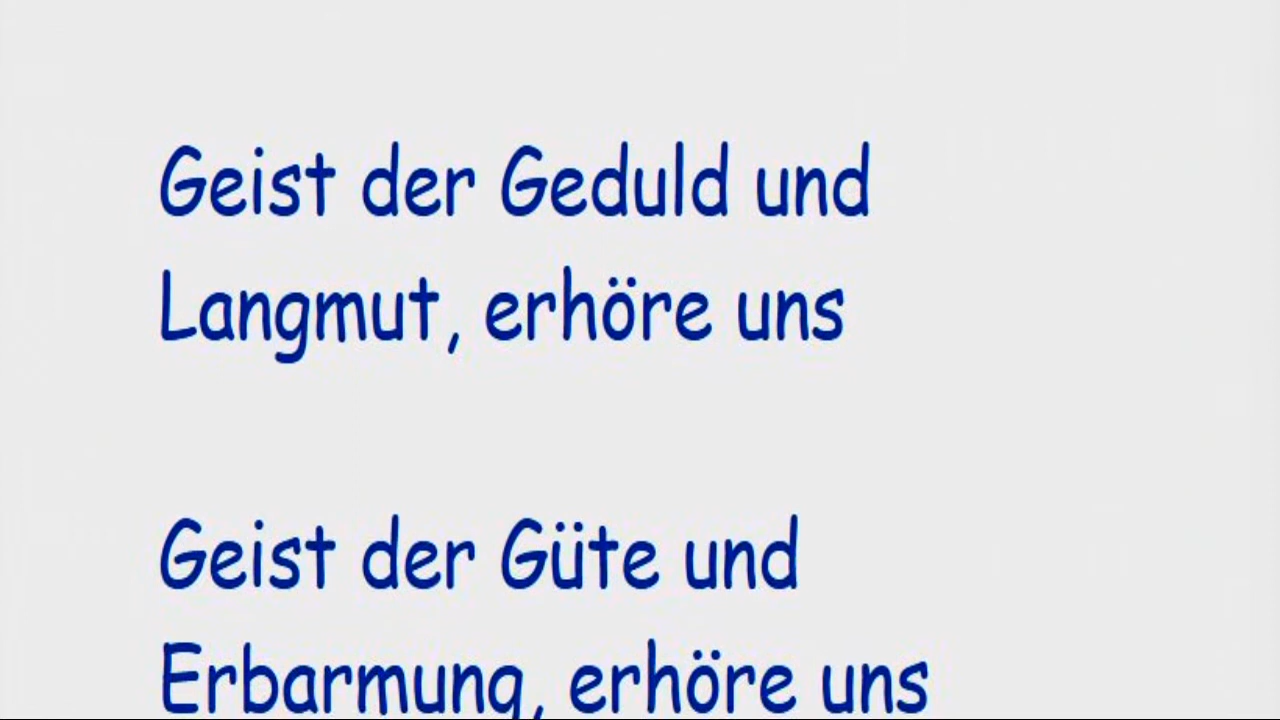 Geist der Geduld und
Langmut, erhöre uns
Geist der Güte und
Erbarmung, erhöre uns